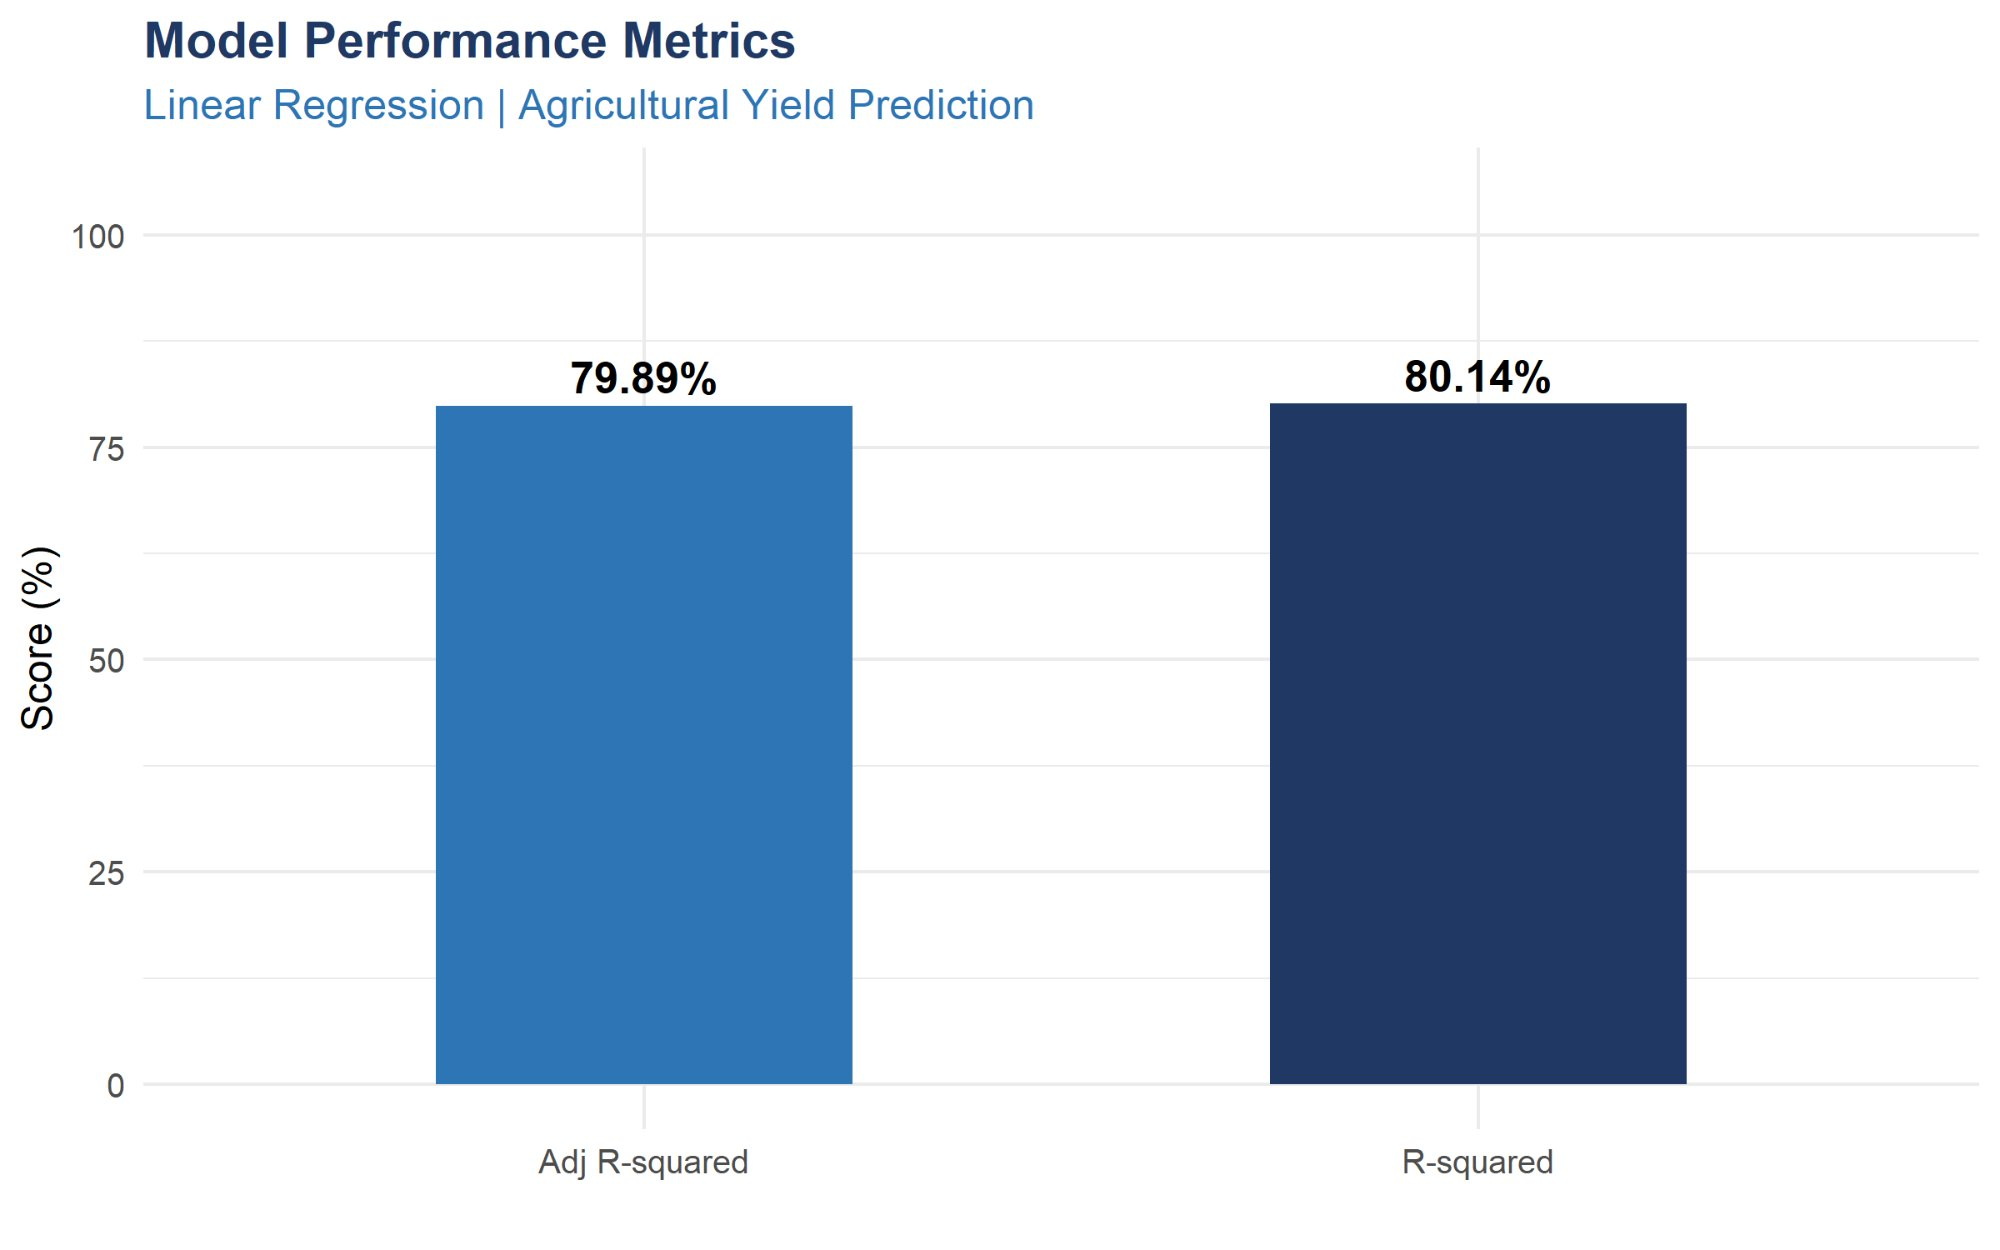 Model Performance Metrics
Linear Regression | Agricultural Yield Prediction
100
75
50
25
0
Score (%)
79.89%
80.14%
Adj R-squared
R-squared